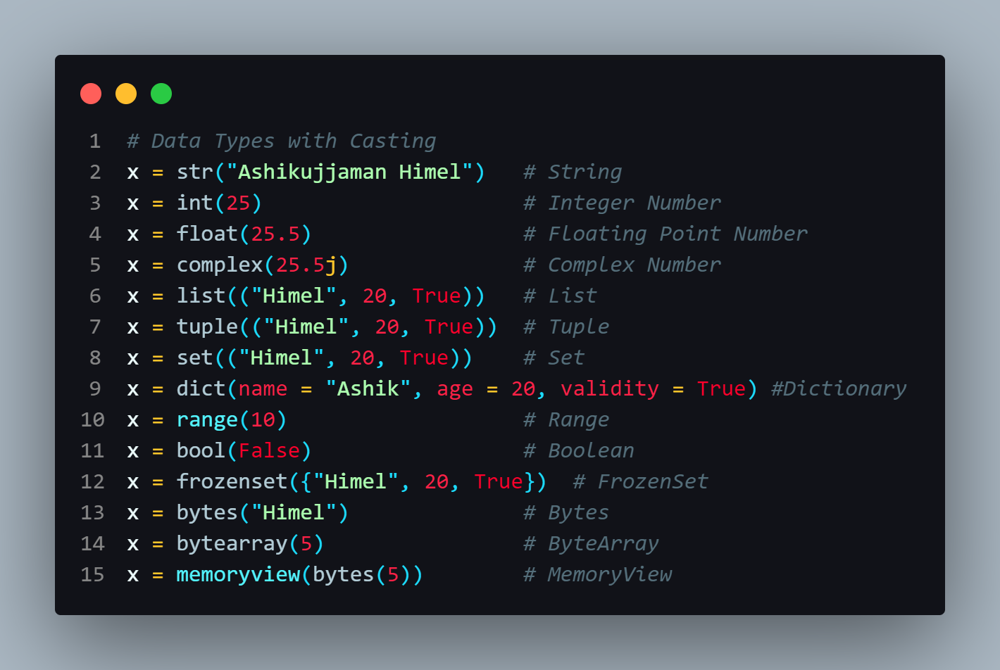 1 # Data Types with Casting
2 x = str("Ashikujjaman Himel")   # String
3 x = int(25)                     # Integer Number
4 x = float(25.5)                 # Floating Point Number
5 x = complex(25.5j)              # Complex Number
6 x = list(("Himel", 20, True))   # List
7 x = tuple(("Himel", 20, True))  # Tuple
8 x = set(("Himel", 20, True))    # Set
9 x = dict(name = "Ashik", age = 20, validity = True) #Dictionary
10 x = range(10)                   # Range
11 x = bool(False)                 # Boolean
12 x = frozenset({"Himel", 20, True})  # FrozenSet
13 x = bytes("Himel")              # Bytes
14 x = bytearray(5)                # ByteArray
15 x = memoryview(bytes(5))        # MemoryView